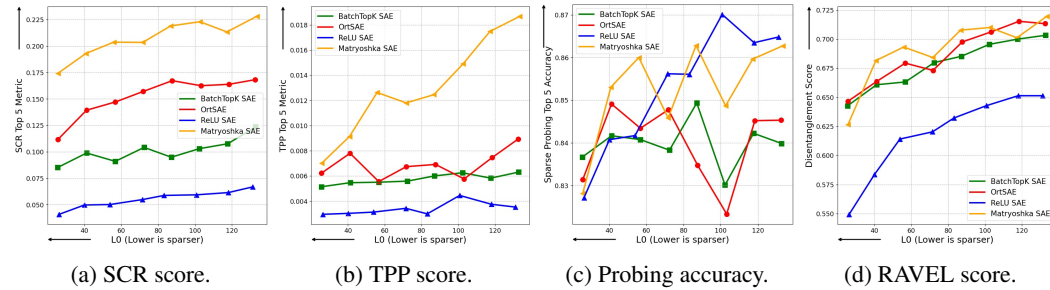 SCR Top 5 Metric
0.225
0.200
0.175
0.150
0.125
0.100
0.075
0.050
BatchTopK SAE
OrtSAE
ReLU SAE
Matryoshka SAE
20 40 60 80 100 120
L0 (Lower is sparser)
(a) SCR score.
TPP Top 5 Metric
0.018
0.016
0.014
0.012
0.010
0.008
0.006
0.004
BatchTopK SAE
OrtSAE
ReLU SAE
Matryoshka SAE
20 40 60 80 100 120
L0 (Lower is sparser)
(b) TPP score.
Sparse Probing Top 5 Accuracy
0.87
0.86
0.85
0.84
0.83
BatchTopK SAE
OrtSAE
ReLU SAE
Matryoshka SAE
20 40 60 80 100 120
L0 (Lower is sparser)
(c) Probing accuracy.
Disentanglement Score
0.725
0.700
0.675
0.650
0.625
0.600
0.575
0.550
BatchTopK SAE
OrtSAE
ReLU SAE
Matryoshka SAE
20 40 60 80 100 120
L0 (Lower is sparser)
(d) RAVEL score.